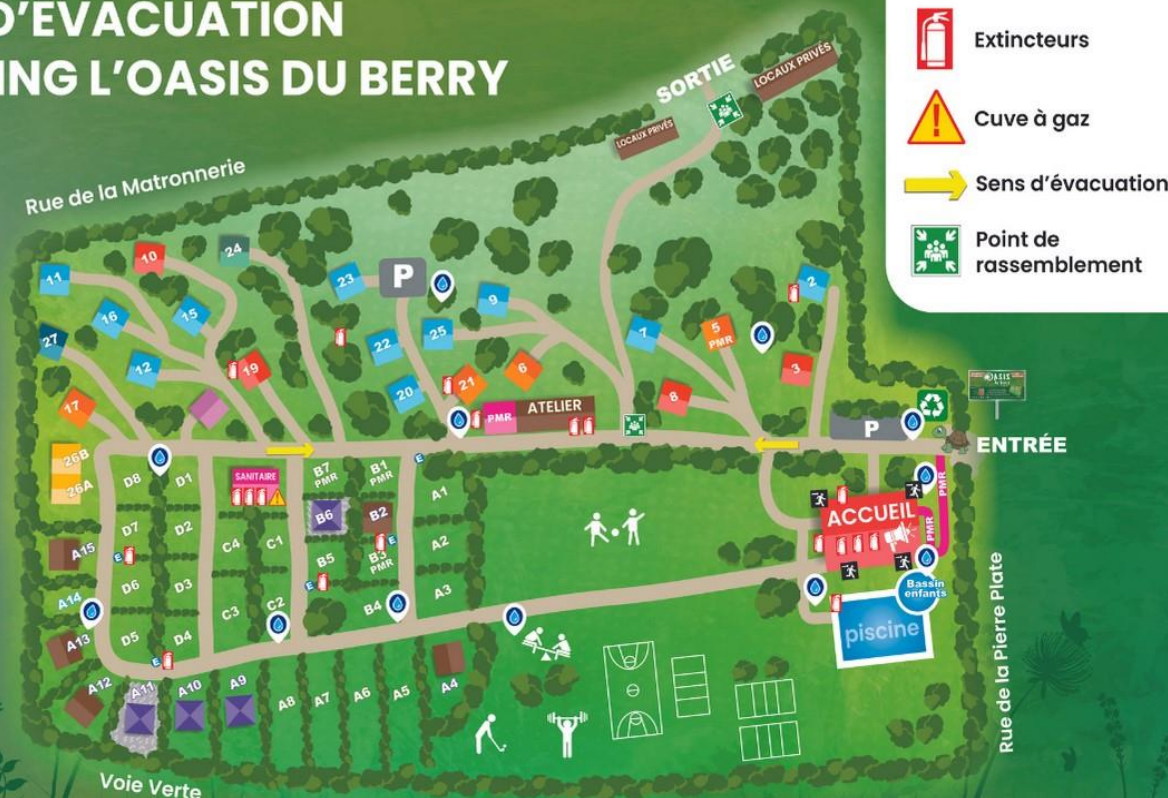 D'ÉVACUATION
ING L'OASIS DU BERRY
Extincteurs
Cuve à gaz
Sens d'évacuation
Point de
rassemblement
SORTIE
LOCAUX PRIVÉS
LOCAUX PRIVÉS
Rue de la Matronnerie
11
10
24
23
P
9
2
16
15
27
12
22
25
7
5
PMR
19
6
3
17
20
21
8
OASIS
PMR
ATELIER
P
ENTRÉE
26B
26A
D8
D1
SANITAIRE
B7
PMR
B1
PMR
E
A1
PMR
B6
B2
ACCUEIL
PMR
A15
D7
D2
C4
C1
E
B5
E
B3
PMR
A2
A14
D6
D3
C3
C2
E
B4
A3
Bassin
enfants
A13
D5
D4
E
piscine
A12
A11
A10
A9
A8
A7
A6
A5
A4
Rue de la Pierre Plate
Voie Verte